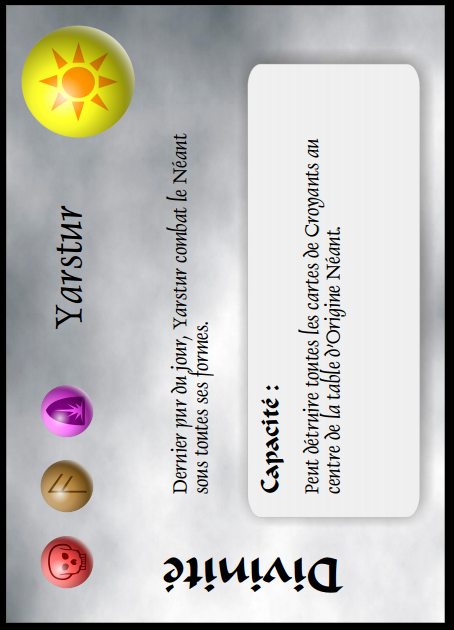 Yarstur
Dernier pur du jour, Yarstur combat le Néant
sous toutes ses formes.
Capacité :
Peut détruire toutes les cartes de Croyants au
centre de la table d'Origine Néant.
Divinité